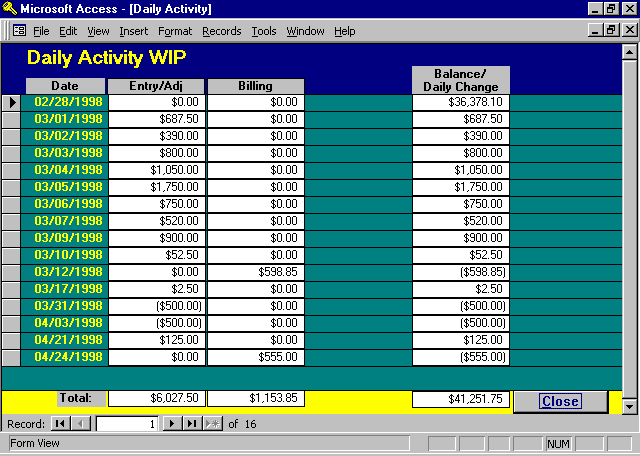 Microsoft Access - [Daily Activity]
File Edit View Insert Format Records Tools Window Help
Daily Activity WIP
Date Entry/Adj Billing Balance/
Daily Change
02/28/1998 $0.00 $0.00 $36,378.10
03/01/1998 $687.50 $0.00 $687.50
03/02/1998 $390.00 $0.00 $390.00
03/03/1998 $800.00 $0.00 $800.00
03/04/1998 $1,050.00 $0.00 $1,050.00
03/05/1998 $1,750.00 $0.00 $1,750.00
03/06/1998 $750.00 $0.00 $750.00
03/07/1998 $520.00 $0.00 $520.00
03/09/1998 $900.00 $0.00 $900.00
03/10/1998 $52.50 $0.00 $52.50
03/12/1998 $0.00 $598.85 ($598.85)
03/17/1998 $2.50 $0.00 $2.50
03/31/1998 ($500.00) $0.00 ($500.00)
04/03/1998 ($500.00) $0.00 ($500.00)
04/21/1998 $125.00 $0.00 $125.00
04/24/1998 $0.00 $555.00 ($555.00)
Total: $6,027.50 $1,153.85 $41,251.75 Close
Record: 1 of 16
Form View NUM